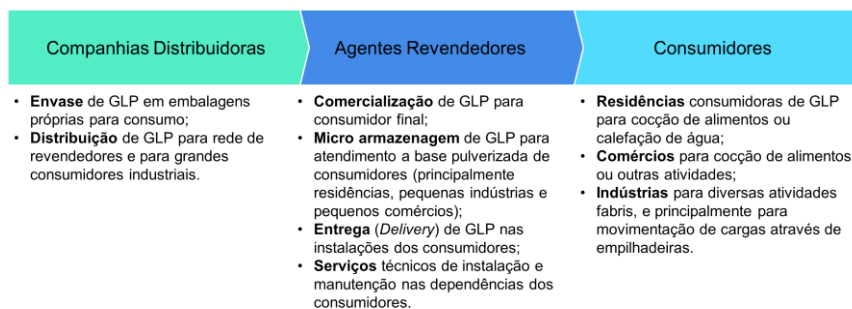 Companhias Distribuidoras
Agentes Revendedores
Consumidores
• Envase de GLP em embalagens
próprias para consumo;
• Distribuição de GLP para rede de
revendedores e para grandes
consumidores industriais.
• Comercialização de GLP para
consumidor final;
• Micro armazenagem de GLP para
atendimento a base pulverizada de
consumidores (principalmente
residências, pequenas indústrias e
pequenos comércios);
• Entrega (Delivery) de GLP nas
instalações dos consumidores;
• Serviços técnicos de instalação e
manutenção nas dependências dos
consumidores.
• Residências consumidoras de GLP
para cocção de alimentos ou
calefação de água;
• Comércios para cocção de alimentos
ou outras atividades;
• Indústrias para diversas atividades
fabris, e principalmente para
movimentação de cargas através de
empilhadeiras.